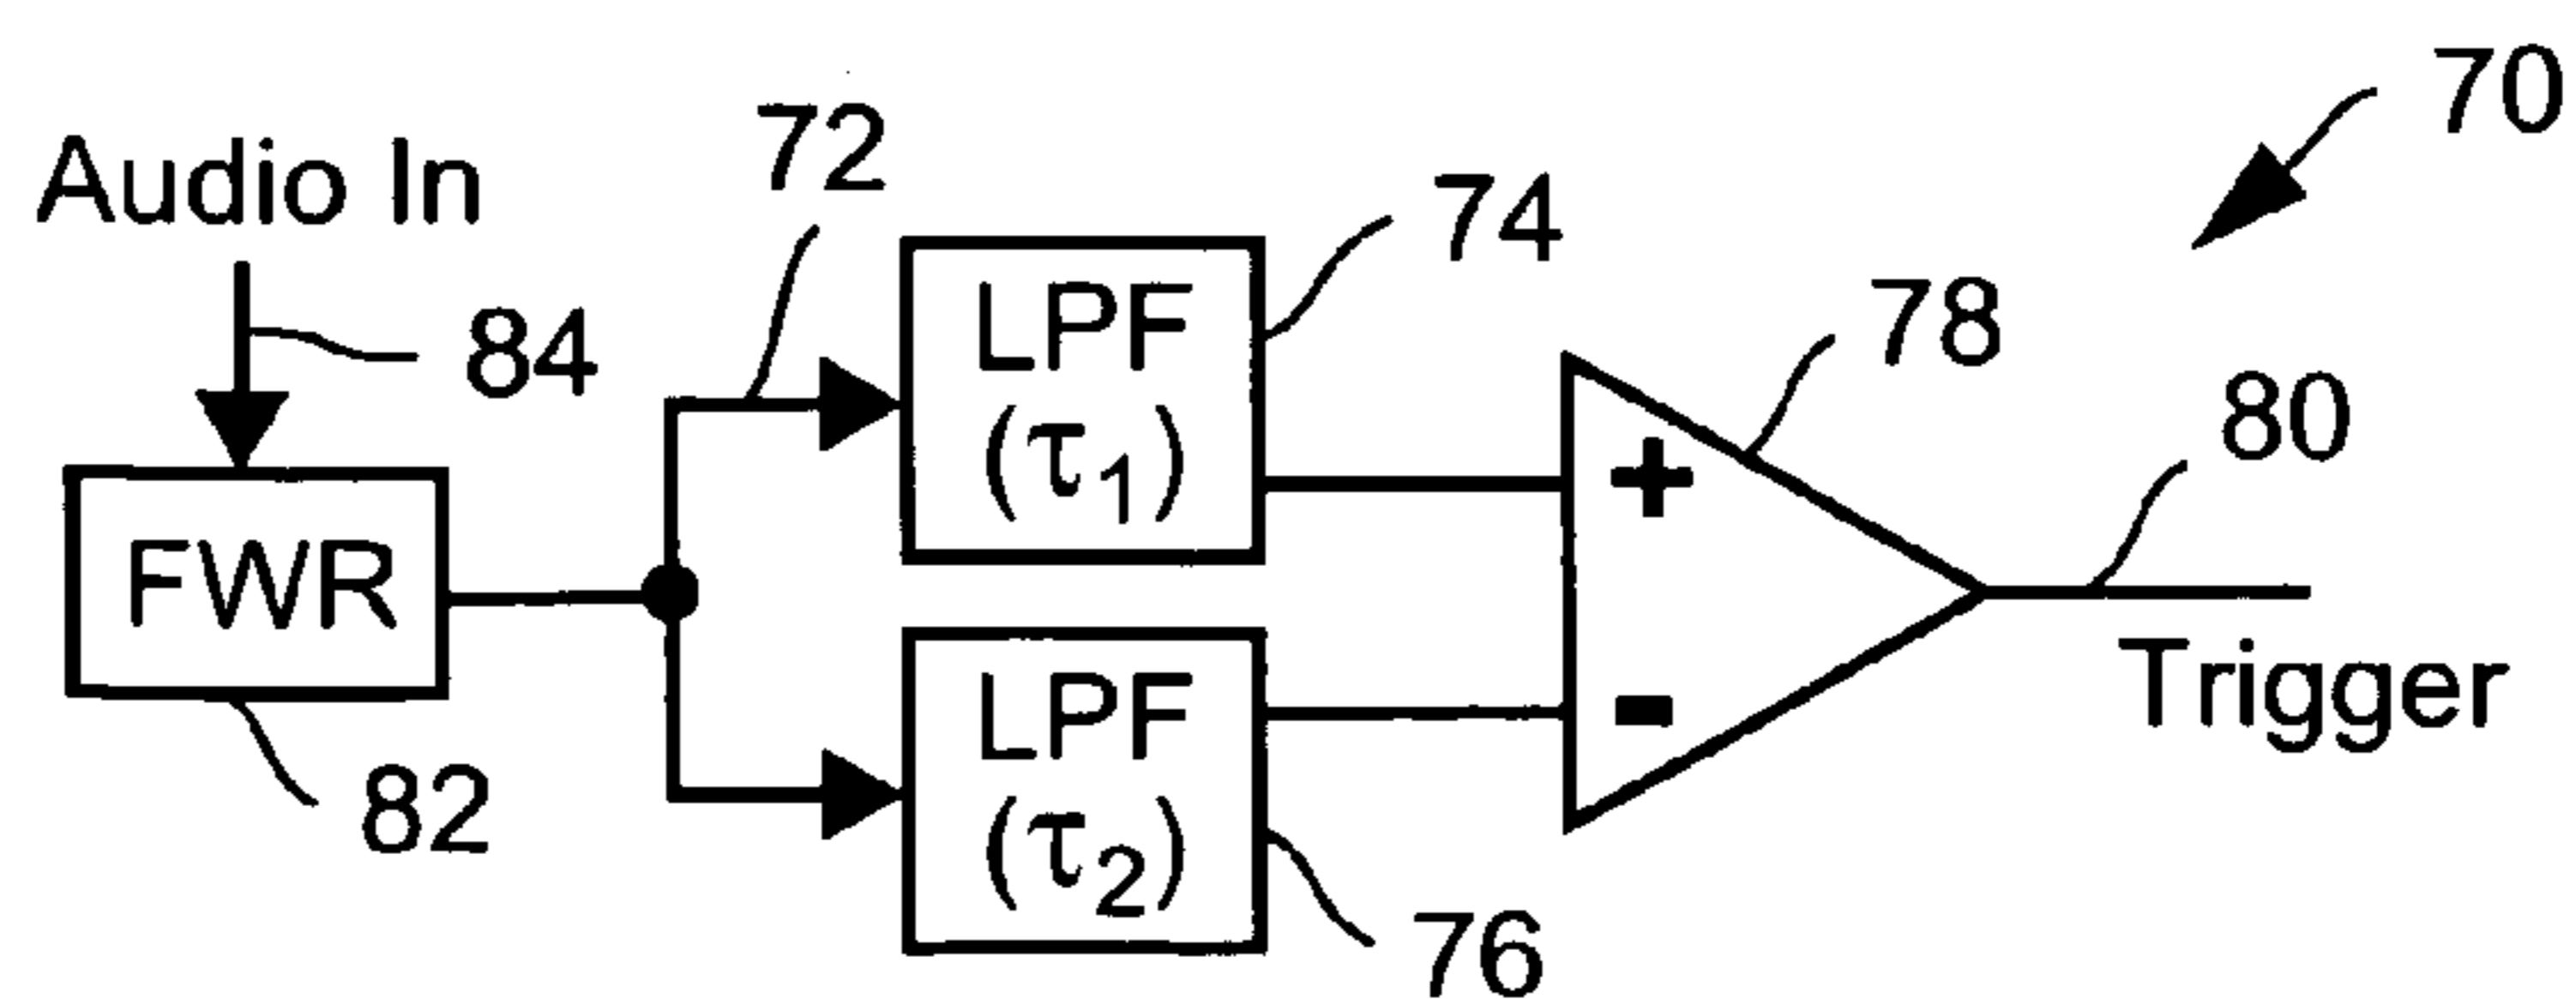 70
Audio In
72
74
84
LPF
(τ1)
78
80
+
FWR
-
Trigger
LPF
(τ2)
82
76